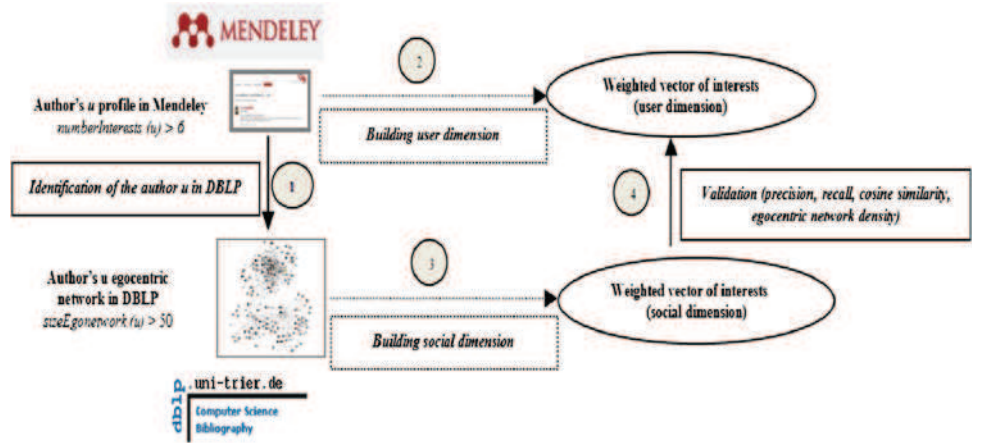 MENDELEY
2
Author's u profile in Mendeley
numberInterests (u) > 6
Building user dimension
Weighted vector of interests
(user dimension)
Identification of the author u in DBLP
1
4
Validation (precision, recall, cosine similarity,
egocentric network density)
3
Author's u egocentric
network in DBLP
sizeEgonetwork (u) > 50
Building social dimension
Weighted vector of interests
(social dimension)
dblp
.uni-trier.de
Computer Science
Bibliography